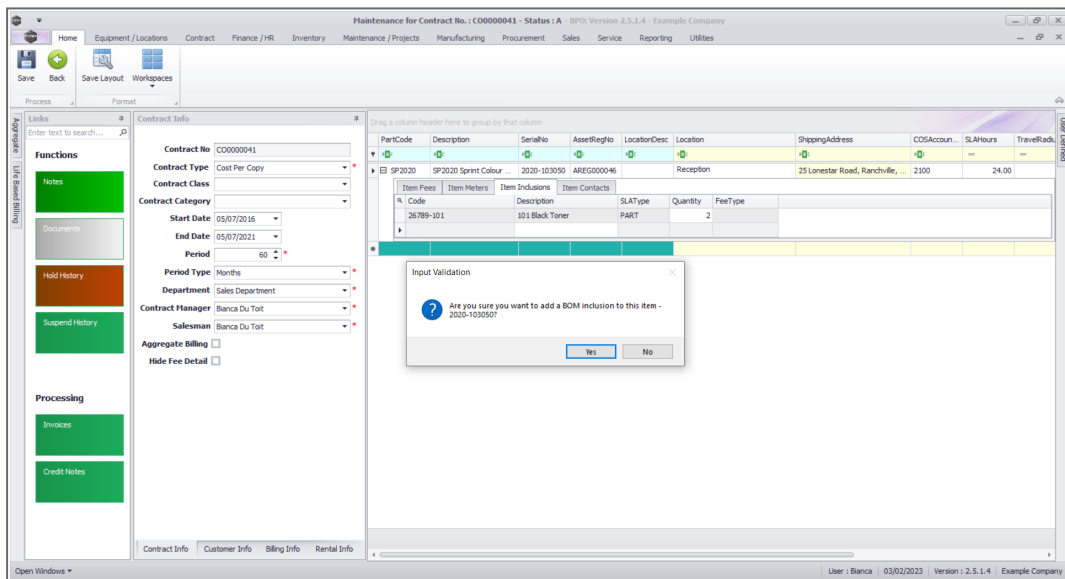 Maintenance for Contract No. : CO0000041 - Status : A - BPO: Version 2.5.1.4 - Example Company
Home Equipment / Locations Contract Finance / HR Inventory Maintenance / Projects Manufacturing Procurement Sales Service Reporting Utilities
Save Back Save Layout Workspaces
Process Format
Aggregate
Life Based Billing
Links
Enter text to search...
Functions
Notes
Documents
Hold History
Suspend History
Processing
Invoices
Credit Notes
Contract Info
Contract No CO0000041
Contract Type Cost Per Copy *
Contract Class
Contract Category
Start Date 05/07/2016
End Date 05/07/2021
Period 60 *
Period Type Months *
Department Sales Department *
Contract Manager Bianca Du Toit *
Salesman Bianca Du Toit *
Aggregate Billing
Hide Fee Detail
Contract Info Customer Info Billing Info Rental Info
Drag a column header here to group by that column
PartCode Description SerialNo AssetRegNo LocationDesc Location ShippingAddress COSAccoun... SLAHours TravelRadiu
SP2020 SP2020 Sprint Colour ... 2020-103050 AREG000046 Reception 25 Lonestar Road, Ranchville, ... 2100 24.00
Item Fees Item Meters Item Inclusions Item Contacts
Code Description SLAType Quantity FeeType
26789-101 101 Black Toner PART 2
Input Validation
Are you sure you want to add a BOM inclusion to this item -
2020-103050?
Yes No
User Defined
Open Windows
User : Bianca 03/02/2023 Version : 2.5.1.4 Example Company